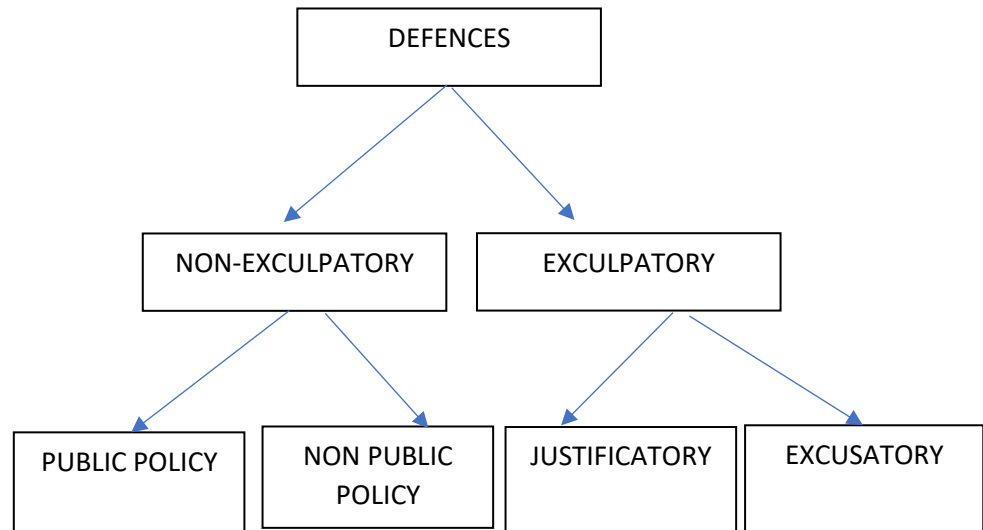 DEFENCES
NON-EXCULPATORY
EXCULPATORY
PUBLIC POLICY
NON PUBLIC
POLICY
JUSTIFICATORY
EXCUSATORY